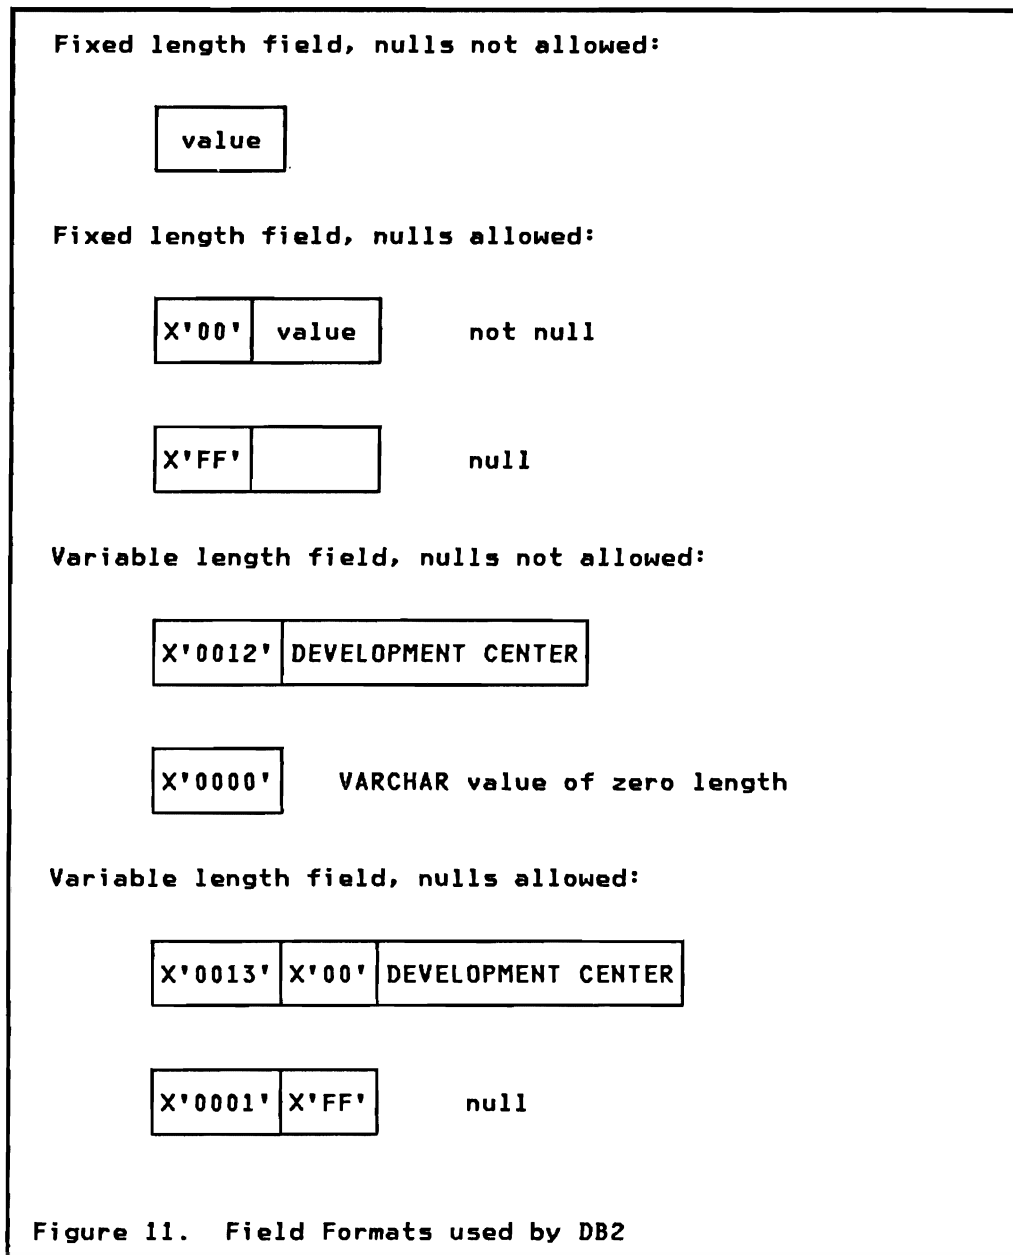 Fixed length field, nulls not allowed:
value
Fixed length field, nulls allowed:
X'00' value not null
X'FF' null
Variable length field, nulls not allowed:
X'0012' DEVELOPMENT CENTER
X'0000' VARCHAR value of zero length
Variable length field, nulls allowed:
X'0013' X'00' DEVELOPMENT CENTER
X'0001' X'FF' null
Figure 11. Field Formats used by DB2